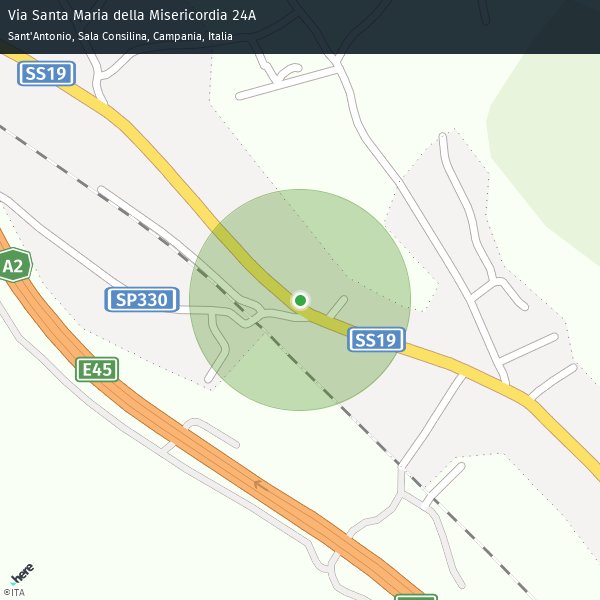 Via Santa Maria della Misericordia 24A
Sant'Antonio, Sala Consilina, Campania, Italia
SS19
A2
SP330
SS19
E45
here
©ITA